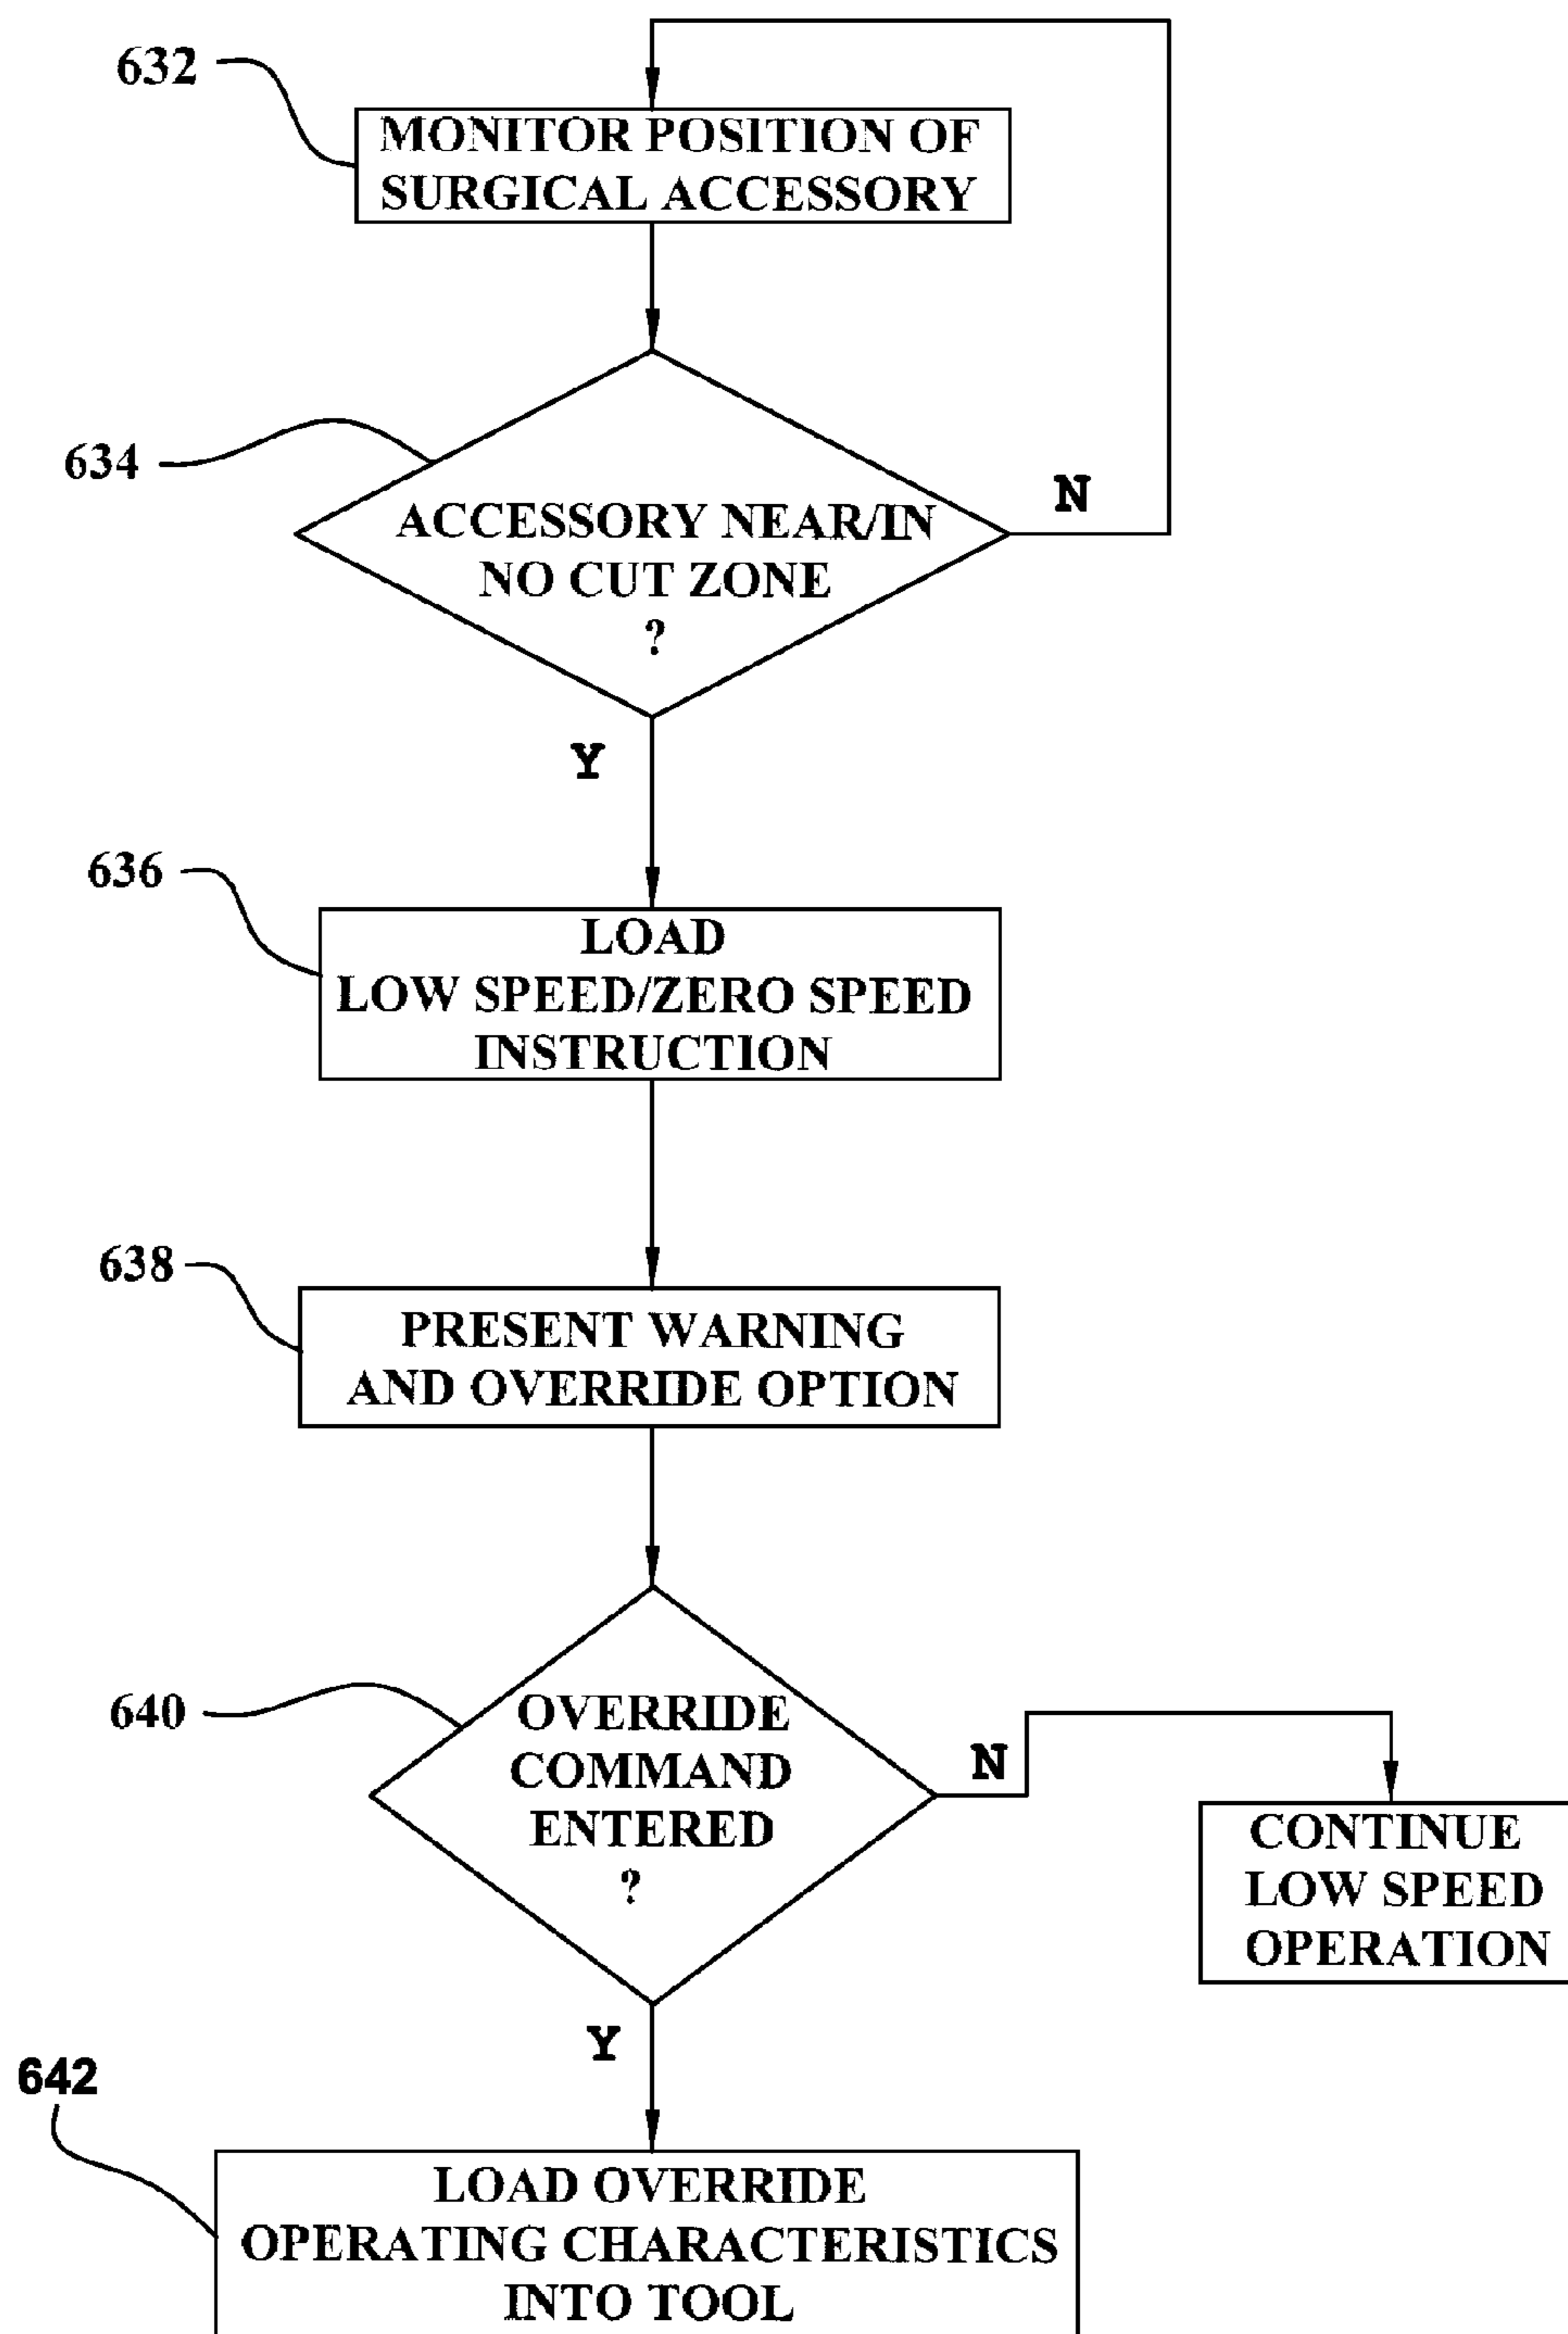 632
MONITOR POSITION OF
SURGICAL ACCESSORY
634
N
ACCESSORY NEAR/IN
NO CUT ZONE
?
Y
636
LOAD
LOW SPEED/ZERO SPEED
INSTRUCTION
638
PRESENT WARNING
AND OVERRIDE OPTION
640
OVERRIDE
COMMAND
ENTERED
?
N
CONTINUE
LOW SPEED
OPERATION
Y
642
LOAD OVERRIDE
OPERATING CHARACTERISTICS
INTO TOOL